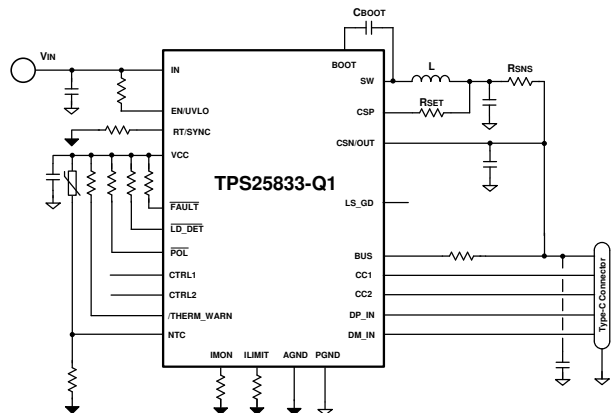 CBOOT
VIN
IN
BOOT
SW
L
RSNS
EN/UVLO
CSP
RSET
RT/SYNC
CSN/OUT
VCC
TPS25833-Q1
FAULT
LS_GD
LD_DET
POL
BUS
CTRL1
CC1
CTRL2
CC2
/THERM_WARN
DP_IN
NTC
DM_IN
IMON
ILIMIT
AGND
PGND
Type-C Connector